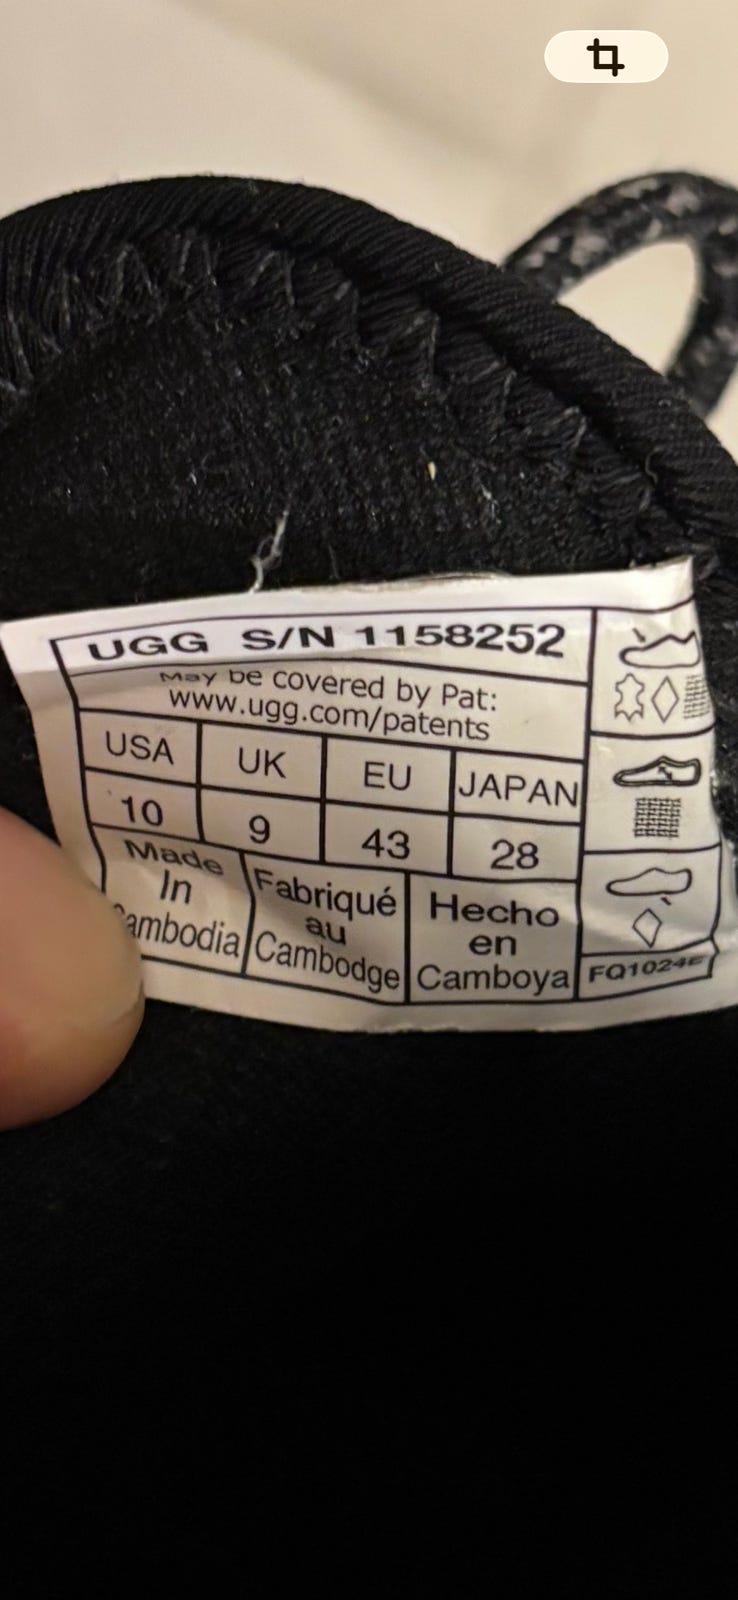 UGG S/N 1158252
May be covered by Pat:
www.ugg.com/patents
USA UK EU JAPAN
10 9 43 28
Made
In
Cambodia
Fabriqué
au
Cambodge
Hecho
en
Camboya
FQ1024E